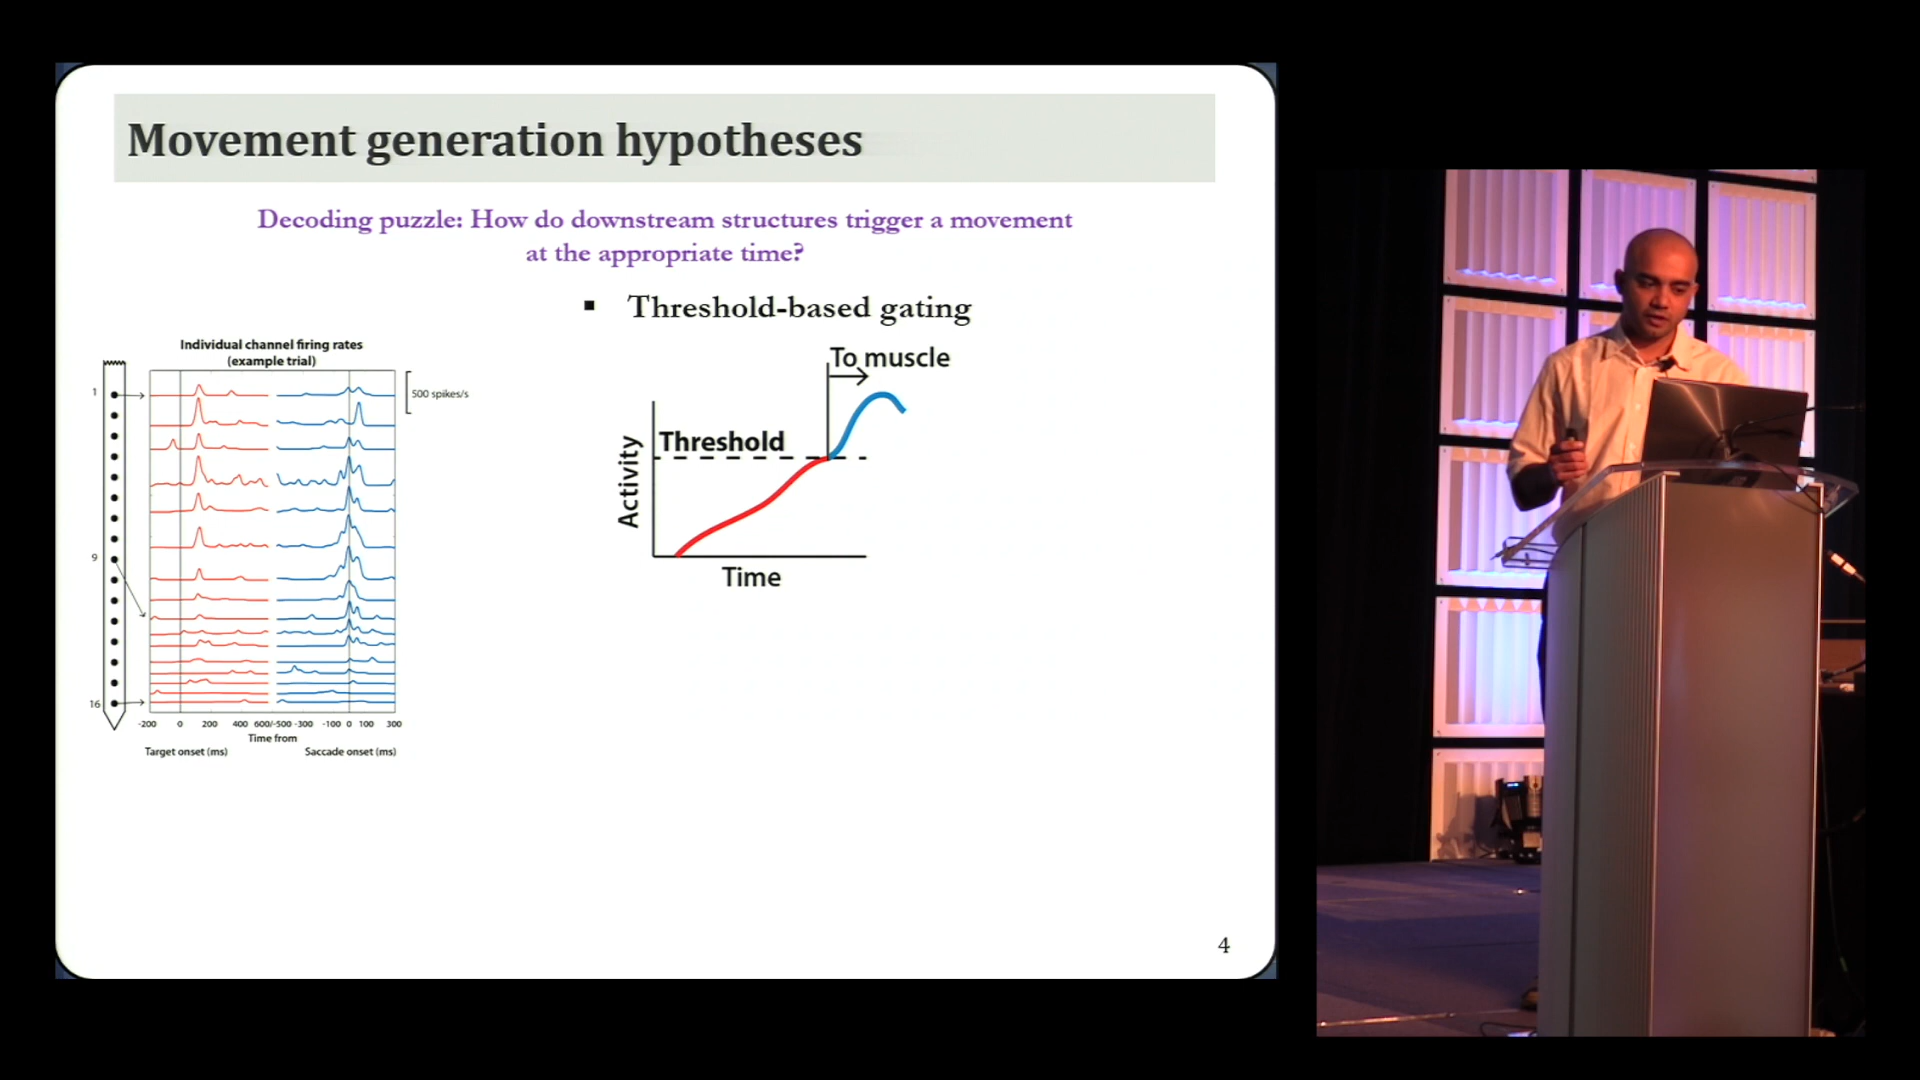 Movement generation hypotheses
Decoding puzzle: How do downstream structures trigger a movement
at the appropriate time?
▪ Threshold-based gating
Individual channel firing rates
(example trial)
1
9
16
500 spikes/s
-200 0 200 400 600/-500 -300 -100 0 100 300
Time from
Target onset (ms) Saccade onset (ms)
To muscle
Threshold
Activity
Time
4